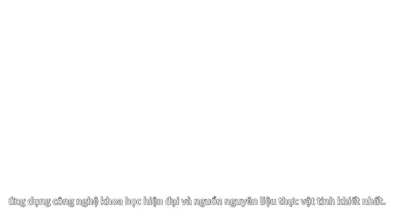 ứng dụng công nghệ khoa học hiện đại và nguồn nguyên liệu thực vật tinh khiết nhất.